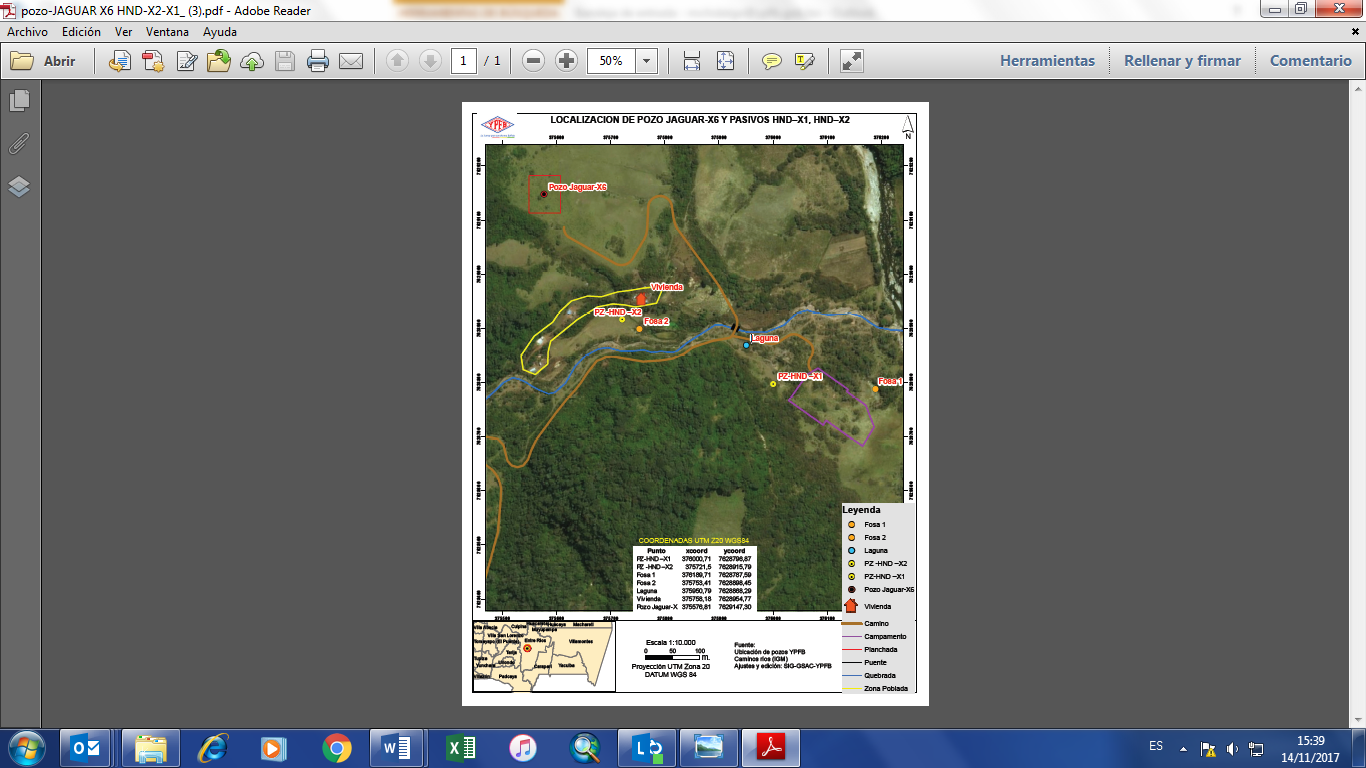 pozo-JAGUAR X6 HND-X2-X1_ (3).pdf - Adobe Reader
Archivo Edición Ver Ventana Ayuda
Abrir 1 / 1 50% Herramientas Rellenar y firmar Comentario
YPFB
LOCALIZACION DE POZO JAGUAR-X6 Y PASIVOS HND–X1, HND–X2
N
Pozo Jaguar-X6
Vivienda
PZ-HND –X2
Fosa 2
Laguna
PZ-HND –X1
Fosa 1
Leyenda
Fosa 1
Fosa 2
Laguna
PZ -HND –X2
PZ-HND –X1
Pozo Jaguar-X6
Vivienda
Camino
Campamento
Planchada
Puente
Quebrada
Zona Poblada
COORDENADAS UTM Z20 WGS84
Punto xcoord ycoord
PZ-HND –X1 376000,71 7628796,87
PZ -HND –X2 375721,5 7628915,79
Fosa 1 376189,71 7628787,59
Fosa 2 375753,41 7628898,45
Laguna 375950,79 7628868,29
Vivienda 375758,18 7628954,77
Pozo Jaguar-X 375576,81 7629147,30
Entre Rios
Villamontes
Tarija
Caraparí
Yacuiba
Padcaya
Escala 1:10.000
0 50 100
m.
Proyección UTM Zona 20
DATUM WGS 84
Fuente:
Ubicación de pozos YPFB
Caminos ríos (IGM)
Ajustes y edición: SIG-GSAC-YPFB
ES
15:39
14/11/2017